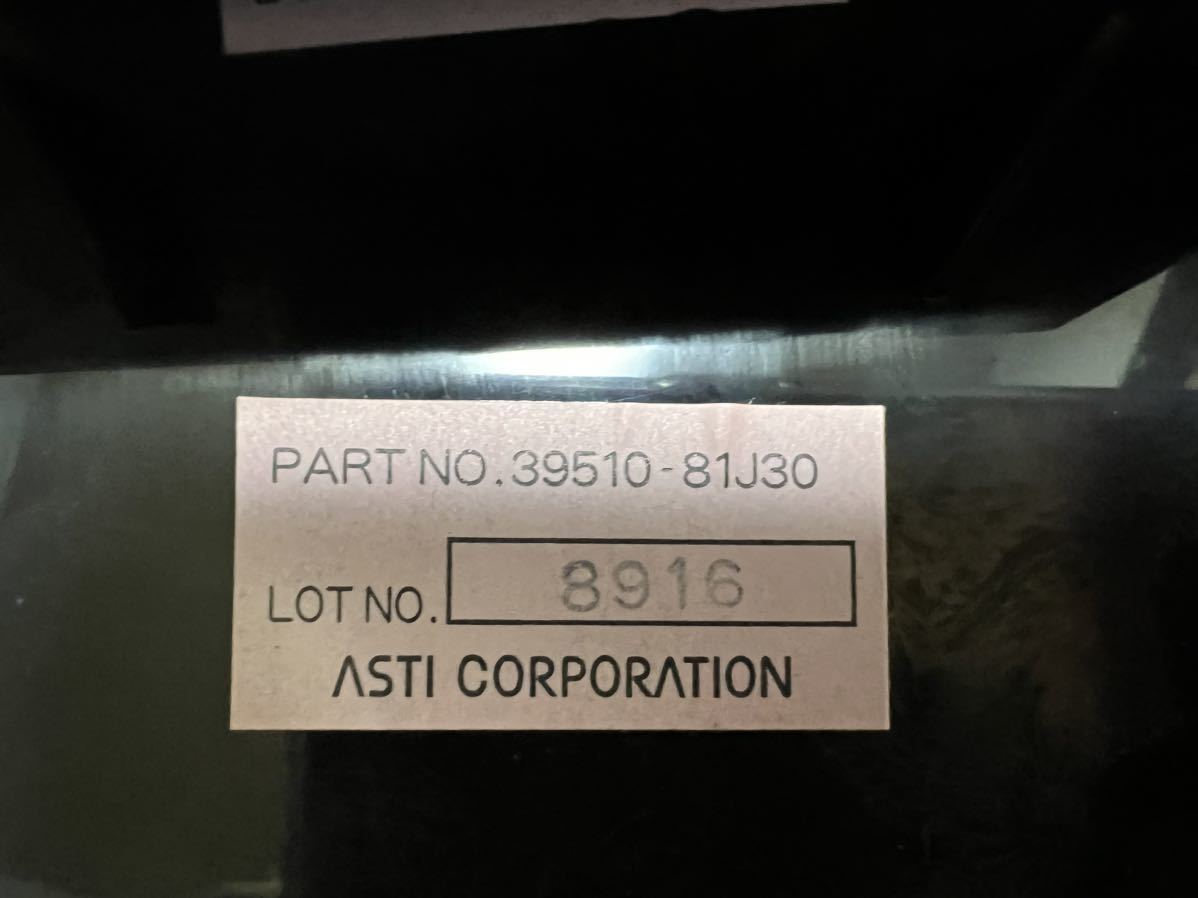 PART NO. 39510-81J30
LOT NO. 8916
ASTI CORPORATION